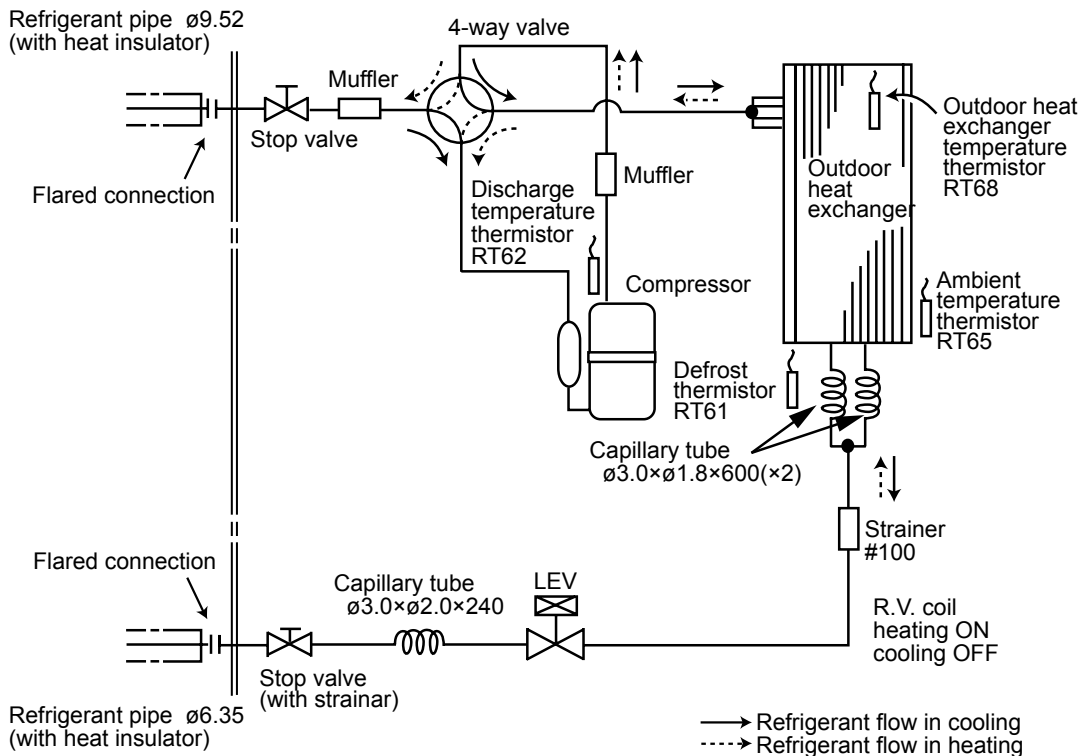 Refrigerant pipe ø9.52
(with heat insulator)
4-way valve
Muffler
Stop valve
Flared connection
Discharge
temperature
thermistor
RT62
Muffler
Compressor
Outdoor
heat
exchanger
Outdoor heat
exchanger
temperature
thermistor
RT68
Ambient
temperature
thermistor
RT65
Defrost
thermistor
RT61
Capillary tube
ø3.0×ø1.8×600(×2)
Strainer
#100
Flared connection
Capillary tube
ø3.0×ø2.0×240
LEV
R.V. coil
heating ON
cooling OFF
Stop valve
(with strainar)
Refrigerant pipe ø6.35
(with heat insulator)
Refrigerant flow in cooling
Refrigerant flow in heating